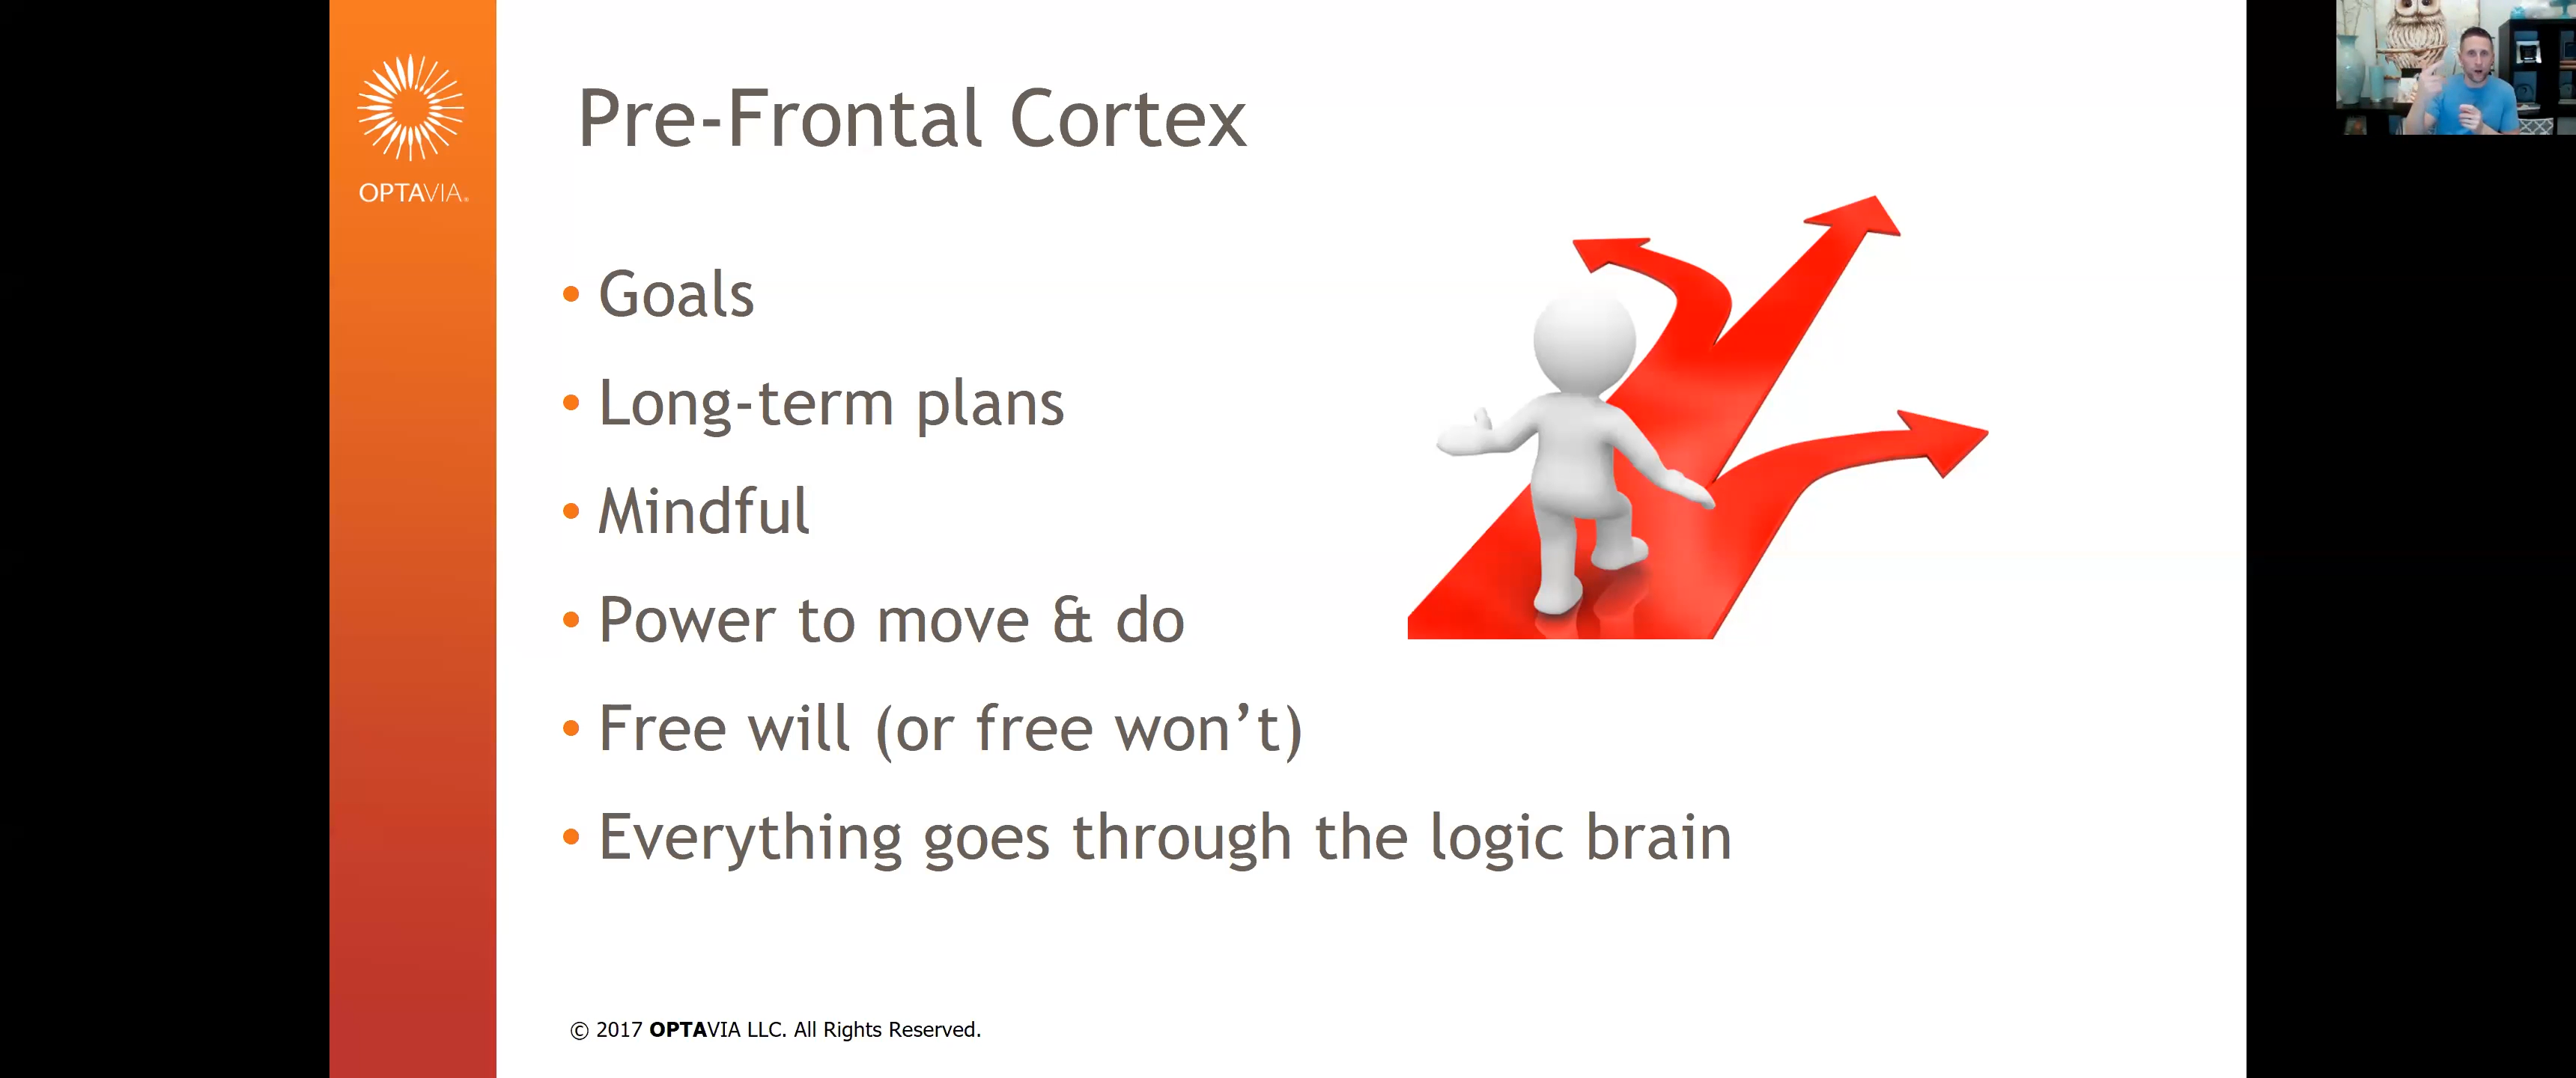 OPTAVIA®
Pre-Frontal Cortex
• Goals
• Long-term plans
• Mindful
• Power to move & do
• Free will (or free won’t)
• Everything goes through the logic brain
© 2017 OPTAVIA LLC. All Rights Reserved.